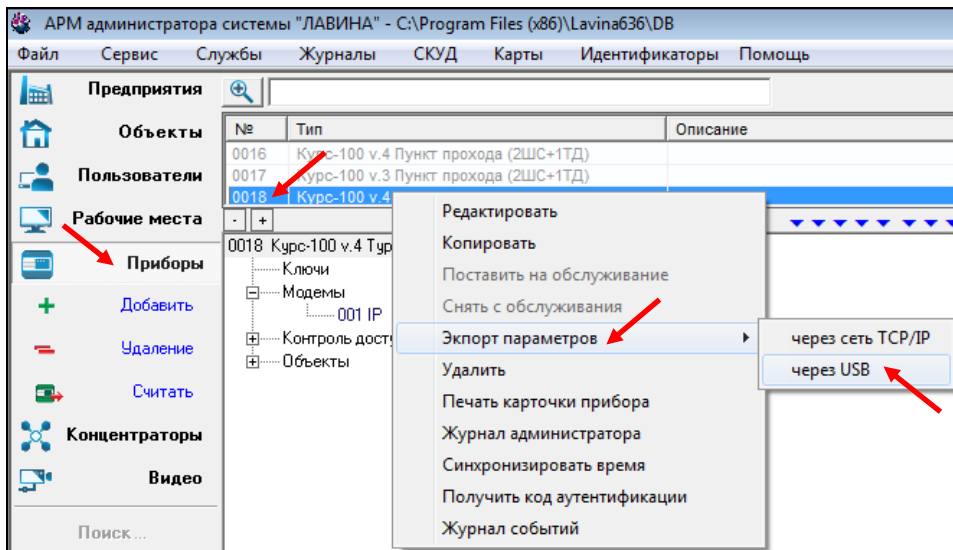 АРМ администратора системы "ЛАВИНА" - C:\Program Files (x86)\Lavina636\DB
Файл Сервис Службы Журналы СКУД Карты Идентификаторы Помощь
Предприятия
Объекты
Пользователи
Рабочие места
Приборы
Добавить
Удаление
Считать
Концентраторы
Видео
Поиск...
№ Тип Описание
0016 Курс-100 v.4 Пункт прохода (2ШС+1ТД)
0017 Курс-100 v.3 Пункт прохода (2ШС+1ТД)
0018 Курс-100 v.4
- +
0018 Курс-100 v.4 Тур
Ключи
Модемы
001 IP
Контроль дост
Объекты
Редактировать
Копировать
Поставить на обслуживание
Снять с обслуживания
Экпорт параметров
Удалить
Печать карточки прибора
Журнал администратора
Синхронизировать время
Получить код аутентификации
Журнал событий
через сеть TCP/IP
через USB